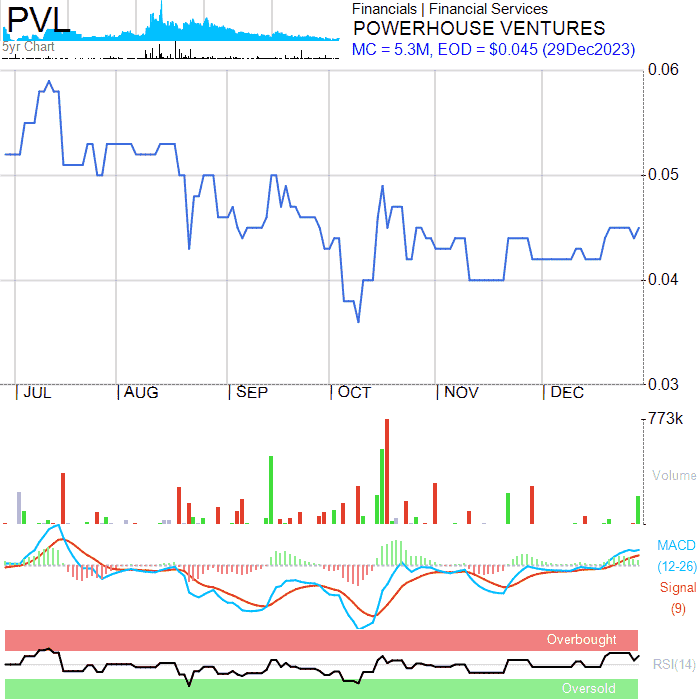 PVL
5yr Chart
Financials | Financial Services
POWERHOUSE VENTURES
MC = 5.3M, EOD = $0.045 (29Dec2023)
0.06
0.05
0.04
0.03
JUL AUG SEP OCT NOV DEC
773k
Volume
MACD
(12-26)
Signal
(9)
Overbought
RSI(14)
Oversold